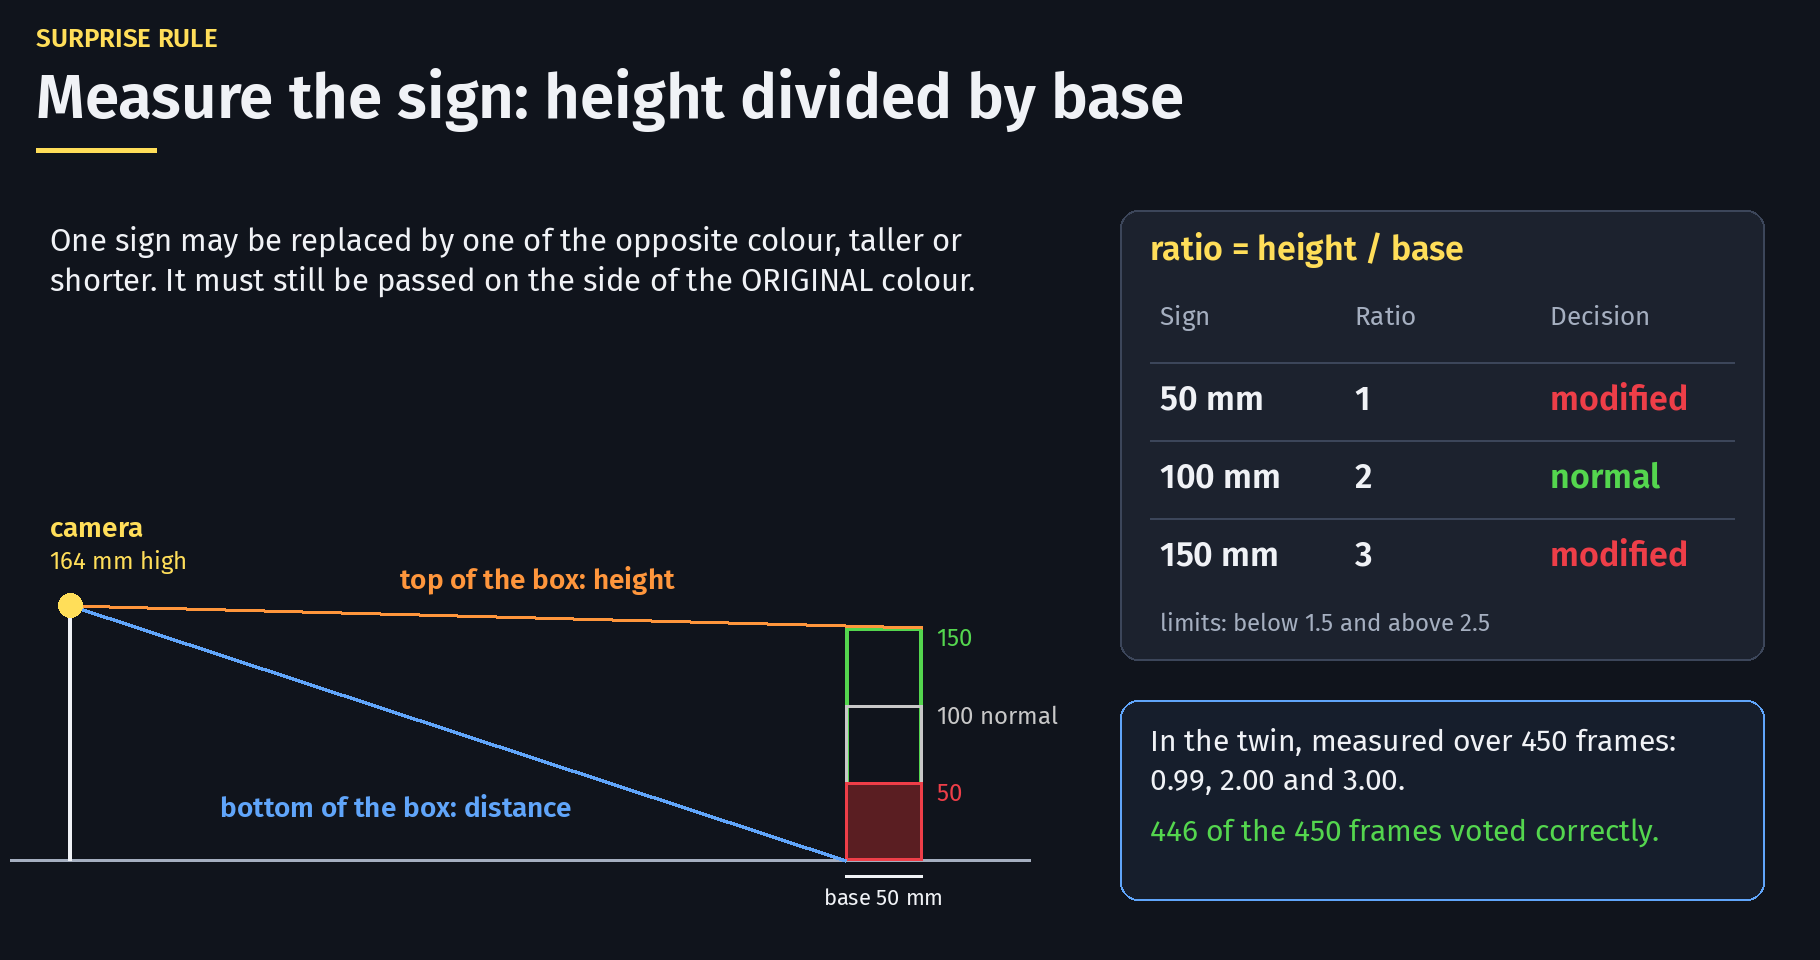 SURPRISE RULE
Measure the sign: height divided by base
One sign may be replaced by one of the opposite colour, taller or
shorter. It must still be passed on the side of the ORIGINAL colour.
camera
164 mm high
top of the box: height
150
100 normal
50
bottom of the box: distance
base 50 mm
ratio = height / base
Sign Ratio Decision
50 mm 1 modified
100 mm 2 normal
150 mm 3 modified
limits: below 1.5 and above 2.5
In the twin, measured over 450 frames:
0.99, 2.00 and 3.00.
446 of the 450 frames voted correctly.